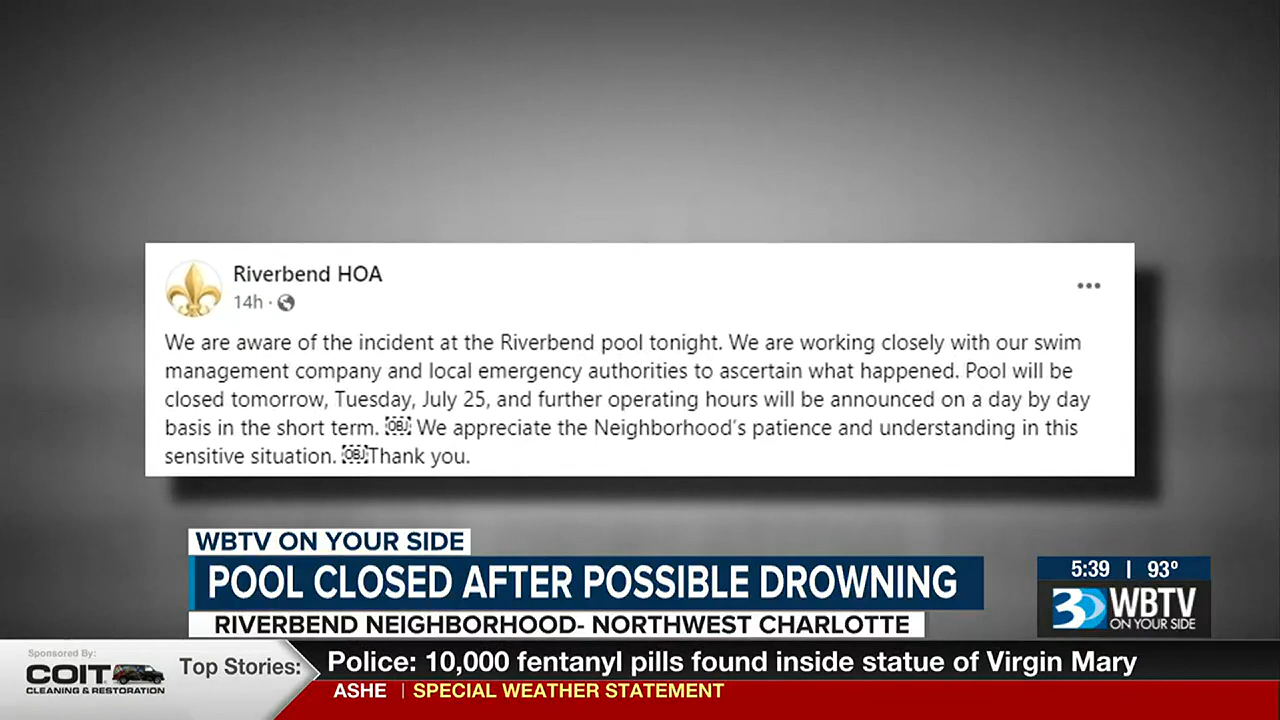 Riverbend HOA
14h ·
We are aware of the incident at the Riverbend pool tonight. We are working closely with our swim
management company and local emergency authorities to ascertain what happened. Pool will be
closed tomorrow, Tuesday, July 25, and further operating hours will be announced on a day by day
basis in the short term. OBJ We appreciate the Neighborhood's patience and understanding in this
sensitive situation. OBJ Thank you.
WBTV ON YOUR SIDE
POOL CLOSED AFTER POSSIBLE DROWNING
RIVERBEND NEIGHBORHOOD- NORTHWEST CHARLOTTE
5:39 | 93°
3 WBTV
ON YOUR SIDE
Sponsored By:
COIT
CLEANING & RESTORATION
Top Stories:
Police: 10,000 fentanyl pills found inside statue of Virgin Mary
ASHE | SPECIAL WEATHER STATEMENT